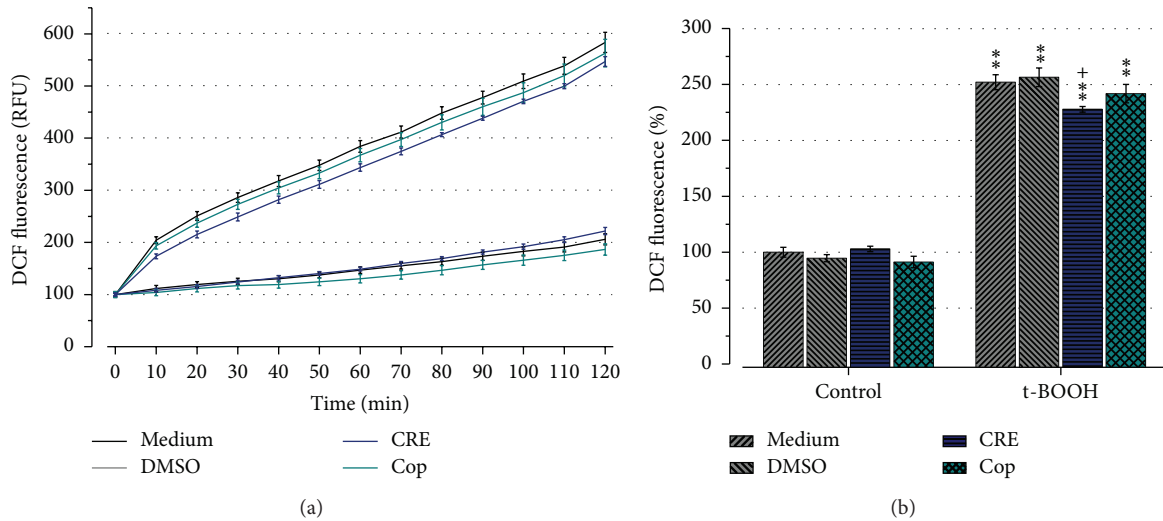 DCF fluorescence (RFU)
600
500
400
300
200
100
0
0 10 20 30 40 50 60 70 80 90 100 110 120
Time (min)
Medium CRE
DMSO Cop
(a)
DCF fluorescence (%)
300
250
200
150
100
50
0
** ** ***+ **
Control t-BOOH
Medium CRE
DMSO Cop
(b)